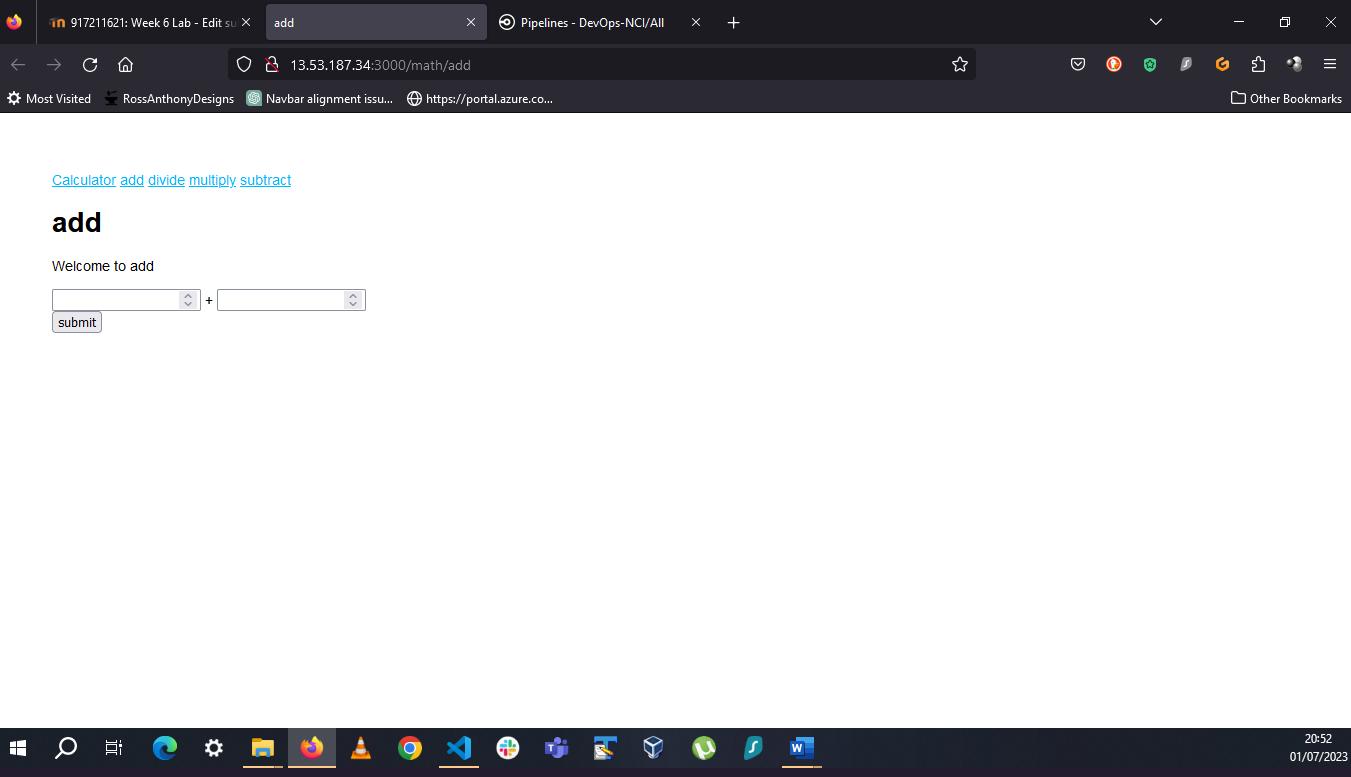 917211621: Week 6 Lab - Edit su
add
Pipelines - DevOps-NCI/All
13.53.187.34:3000/math/add
Most Visited RossAnthonyDesigns Navbar alignment issu... https://portal.azure.co... Other Bookmarks
Calculator add divide multiply subtract
add
Welcome to add
+
submit
20:52
01/07/2023